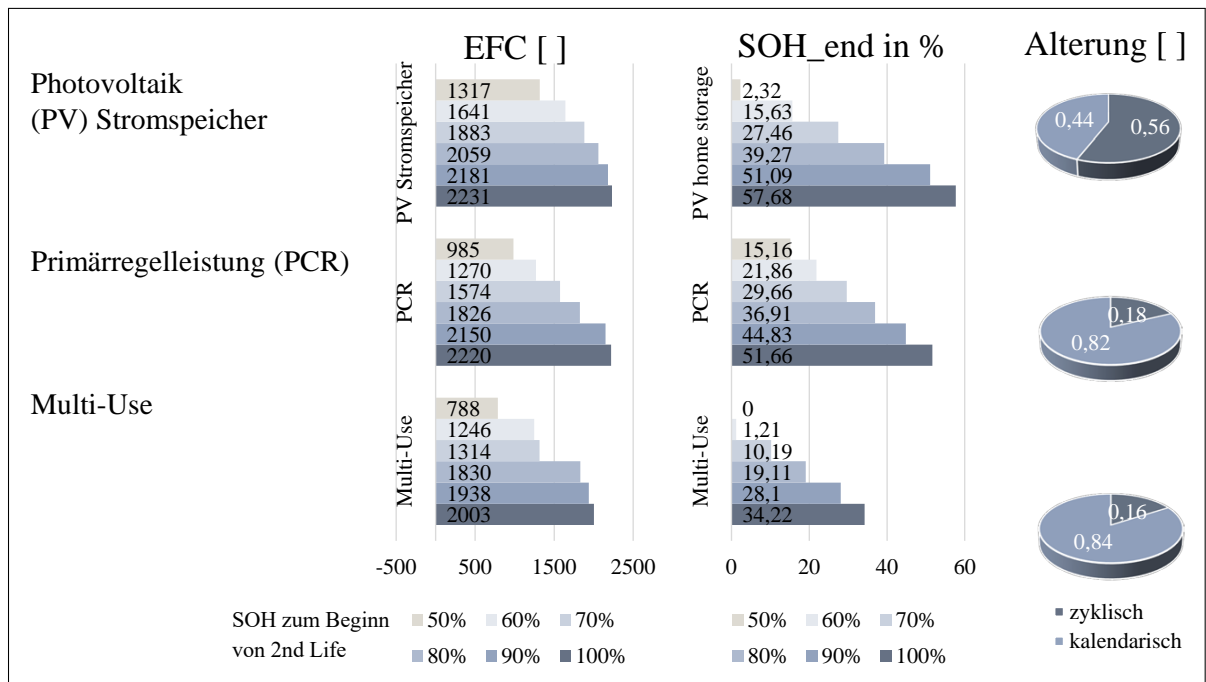 EFC [ ]
SOH_end in %
Alterung [ ]
Photovoltaik
(PV) Stromspeicher
PV Stromspeicher
1317
1641
1883
2059
2181
2231
PV home storage
2,32
15,63
27,46
39,27
51,09
57,68
0,44
0,56
Primärregelleistung (PCR)
PCR
985
1270
1574
1826
2150
2220
PCR
15,16
21,86
29,66
36,91
44,83
51,66
0,18
0,82
Multi-Use
Multi-Use
788
1246
1314
1830
1938
2003
Multi-Use
0
1,21
10,19
19,11
28,1
34,22
0,16
0,84
-500 500 1500 2500
0 20 40 60
SOH zum Beginn
von 2nd Life
50% 60% 70%
80% 90% 100%
50% 60% 70%
80% 90% 100%
zyklisch
kalendarisch